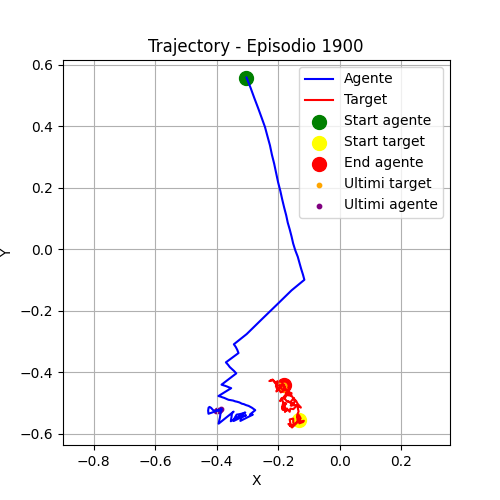 Trajectory - Episodio 1900
Agente
Target
Start agente
Start target
End agente
Ultimi target
Ultimi agente
0.6
0.4
0.2
0.0
−0.2
−0.4
−0.6
Y
−0.8
−0.6
−0.4
−0.2
0.0
0.2
X